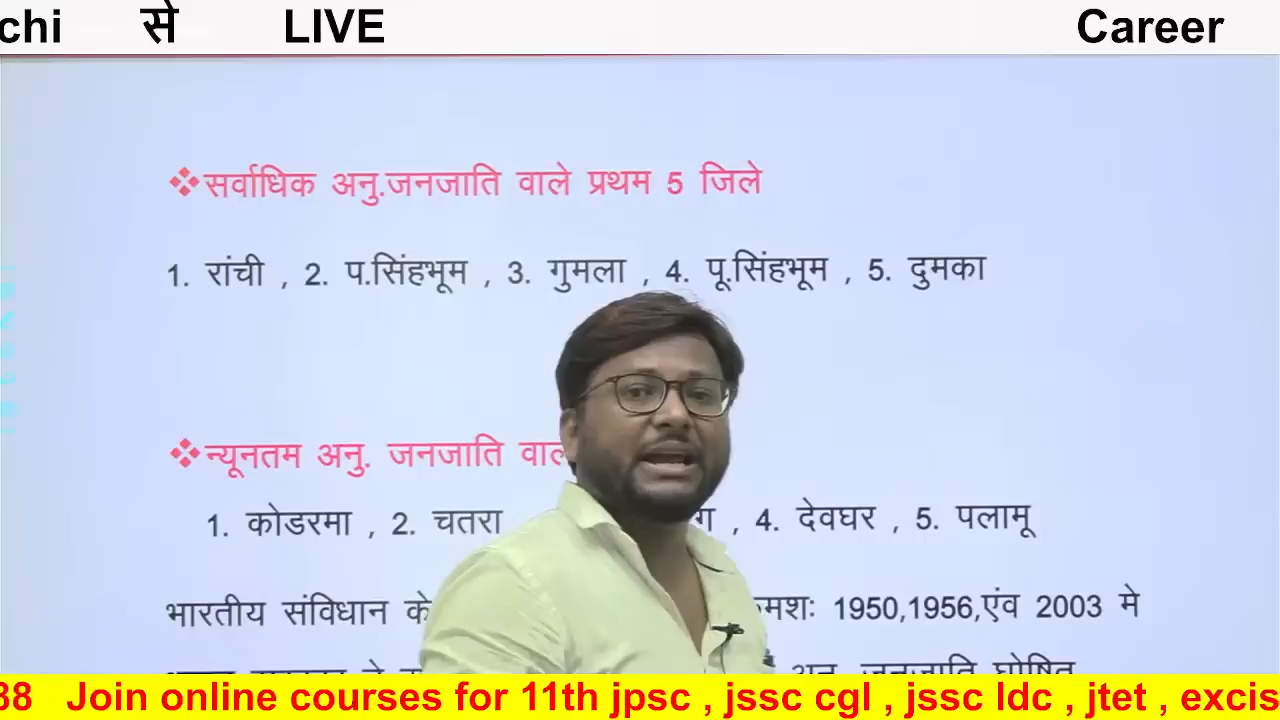 chi से LIVE Career
❖सर्वाधिक अनु.जनजाति वाले प्रथम 5 जिले
1. रांची , 2. प.सिंहभूम , 3. गुमला , 4. पू.सिंहभूम , 5. दुमका
❖न्यूनतम अनु. जनजाति
1. कोडरमा , 2. चतरा , 4. देवघर , 5. पलामू
भारतीय संविधान के 1950,1956,एंव 2003 मे
जनजाति घोषित
38 Join online courses for 11th jpsc , jssc cgl , jssc ldc , jtet , excis